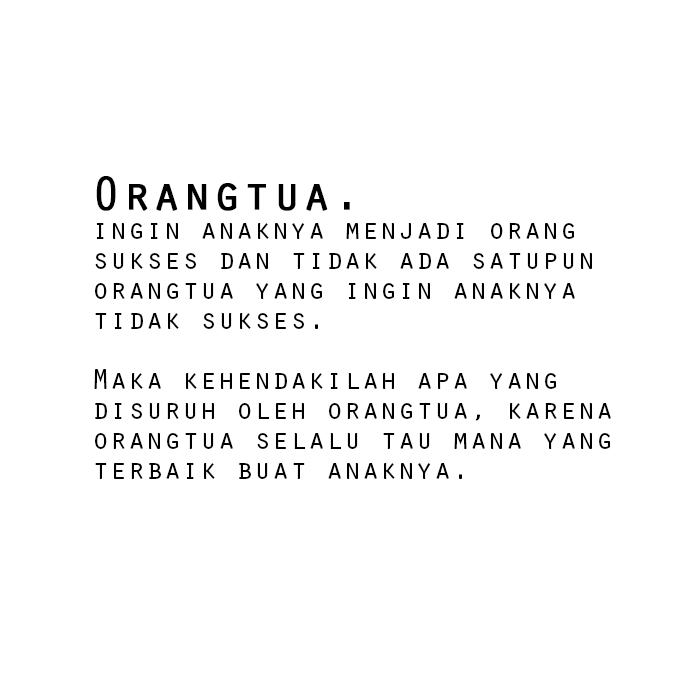 Orangtua.
ingin anaknya menjadi orang
sukses dan tidak ada satupun
orangtua yang ingin anaknya
tidak sukses.
Maka kehendakilah apa yang
disuruh oleh orangtua, karena
orangtua selalu tau mana yang
terbaik buat anaknya.